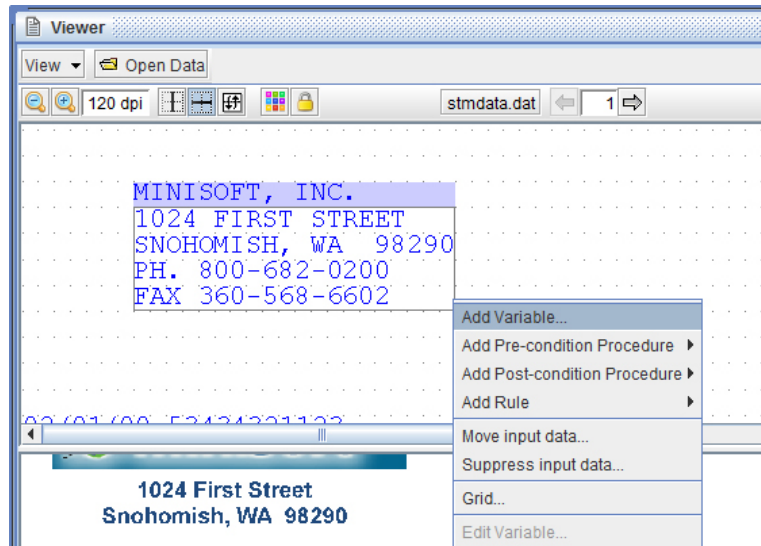 Viewer
View Open Data
120 dpi stmdata.dat 1
MINISOFT, INC.
1024 FIRST STREET
SNOHOMISH, WA  98290
PH. 800-682-0200
FAX 360-568-6602
Add Variable...
Add Pre-condition Procedure
Add Post-condition Procedure
Add Rule
Move input data...
Suppress input data...
Grid...
Edit Variable...
1024 First Street
Snohomish, WA  98290